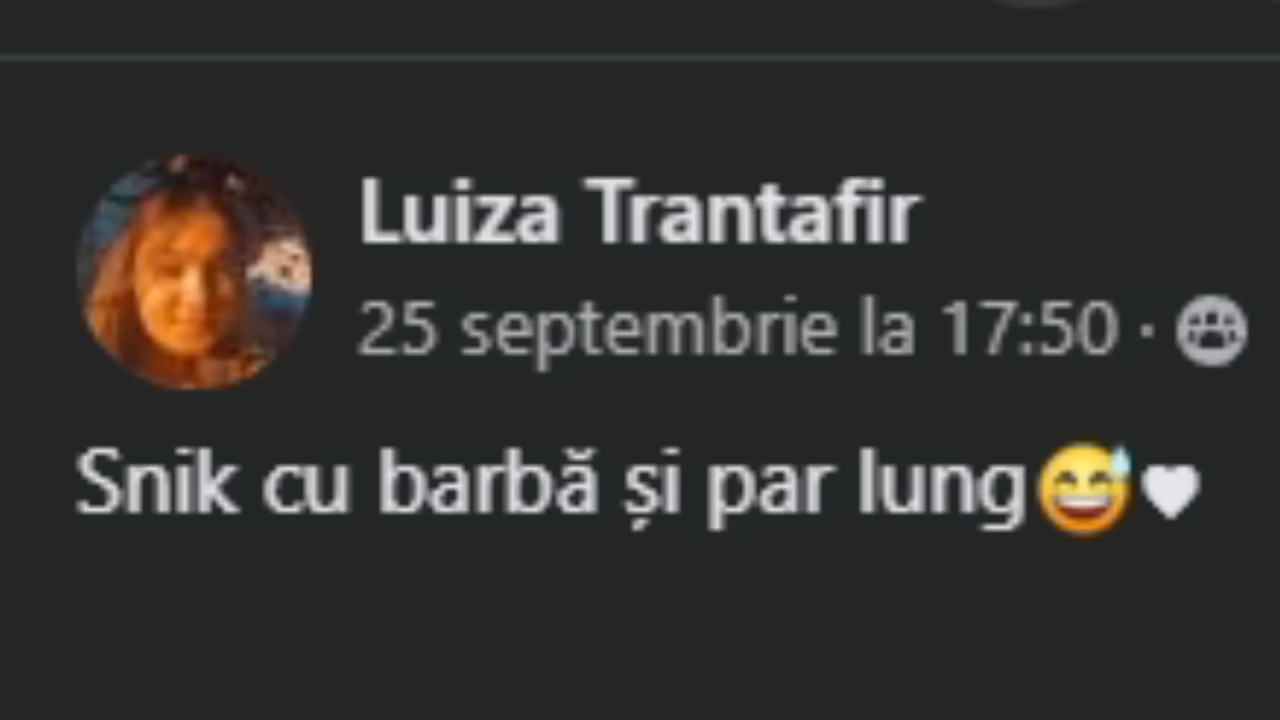 Luiza Trantafir
25 septembrie la 17:50 ·
Snik cu barbă și par lung😅🤍